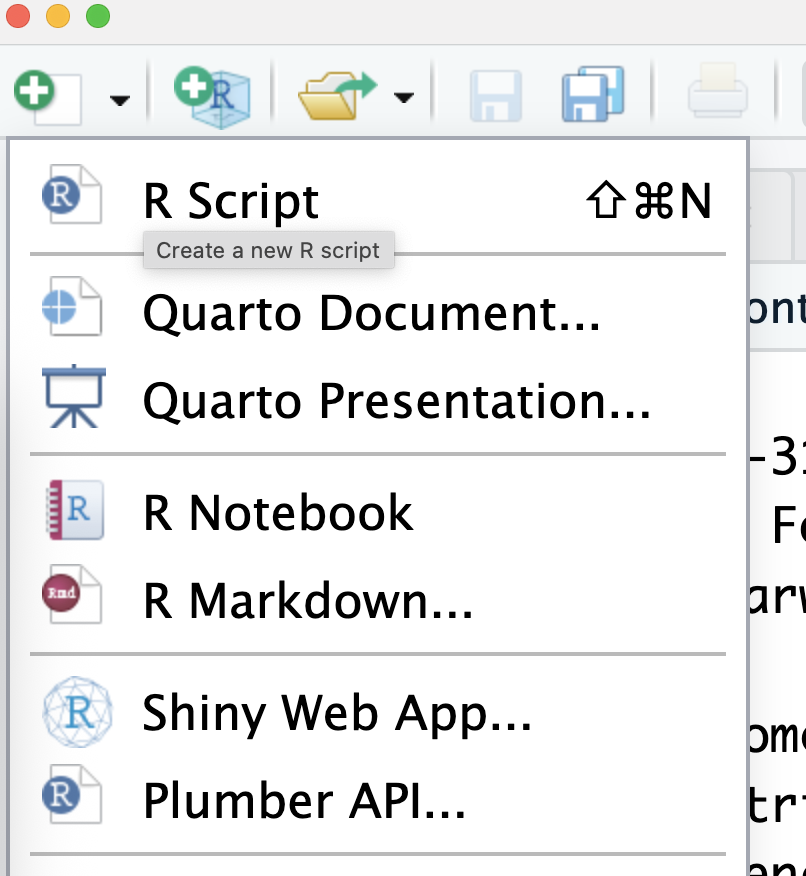 R Script ⇧⌘N
Create a new R script
Quarto Document...
Quarto Presentation...
R Notebook
R Markdown...
Shiny Web App...
Plumber API...